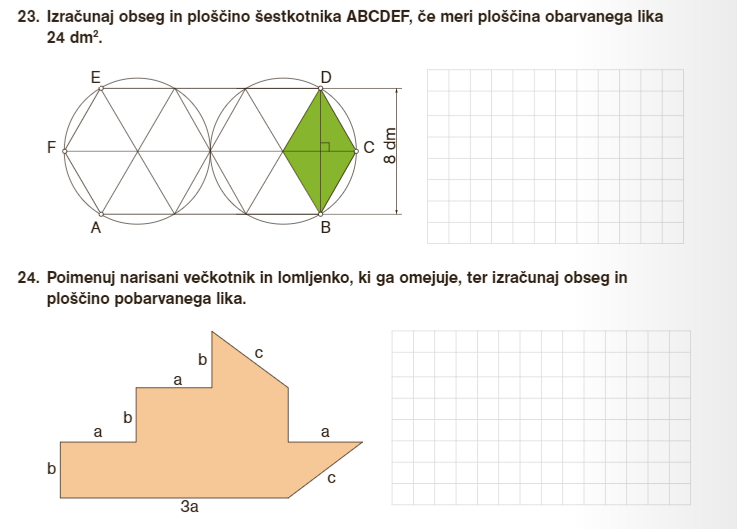 23. Izračunaj obseg in ploščino šestkotnika ABCDEF, če meri ploščina obarvanega lika
24 dm².
E
D
F
C
8 dm
A
B
24. Poimenuj narisani večkotnik in lomljenko, ki ga omejuje, ter izračunaj obseg in
ploščino pobarvanega lika.
b
c
a
b
a
a
b
c
3a